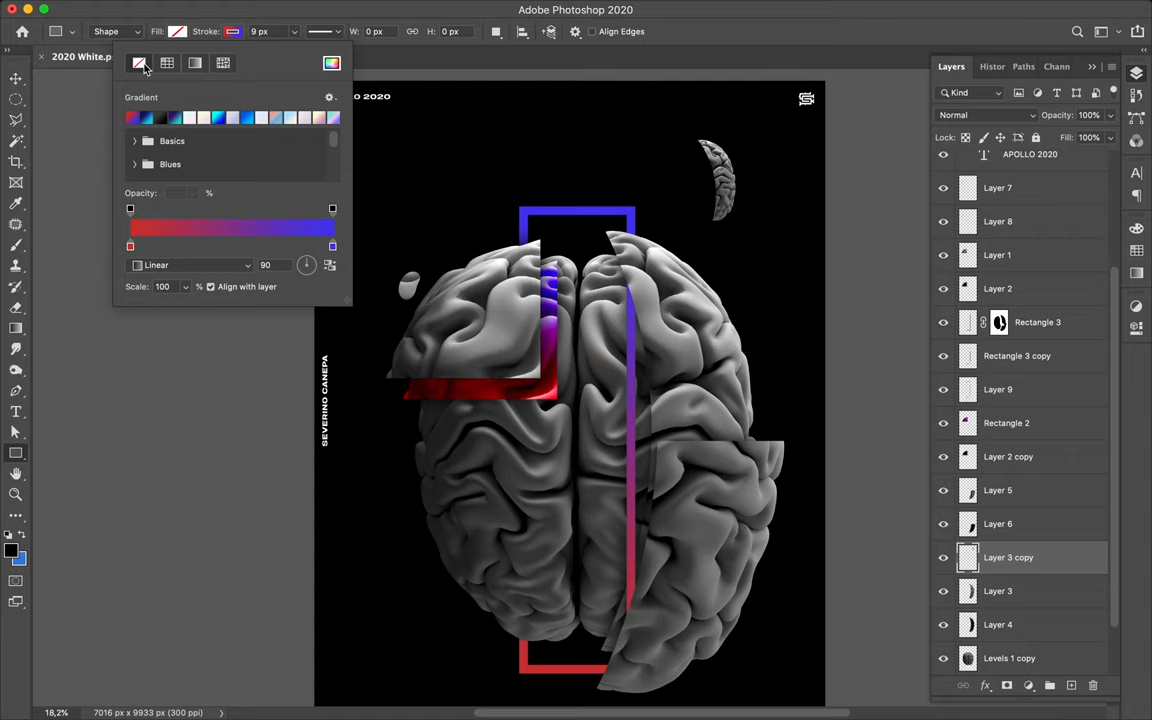 Adobe Photoshop 2020
Shape Fill: Stroke: 9 px W: 0 px H: 0 px Align Edges
2020 White.p
Gradient
Basics
Blues
Opacity: %
Linear 90
Scale: 100 % Align with layer
O 2020
SEVERINO CANEPA
Layers Histor Paths Chann
Kind
Normal Opacity: 100%
Lock: Fill: 100%
APOLLO 2020
Layer 7
Layer 8
Layer 1
Layer 2
Rectangle 3
Rectangle 3 copy
Layer 9
Rectangle 2
Layer 2 copy
Layer 5
Layer 6
Layer 3 copy
Layer 3
Layer 4
Levels 1 copy
18,2% 7016 px x 9933 px (300 ppi)